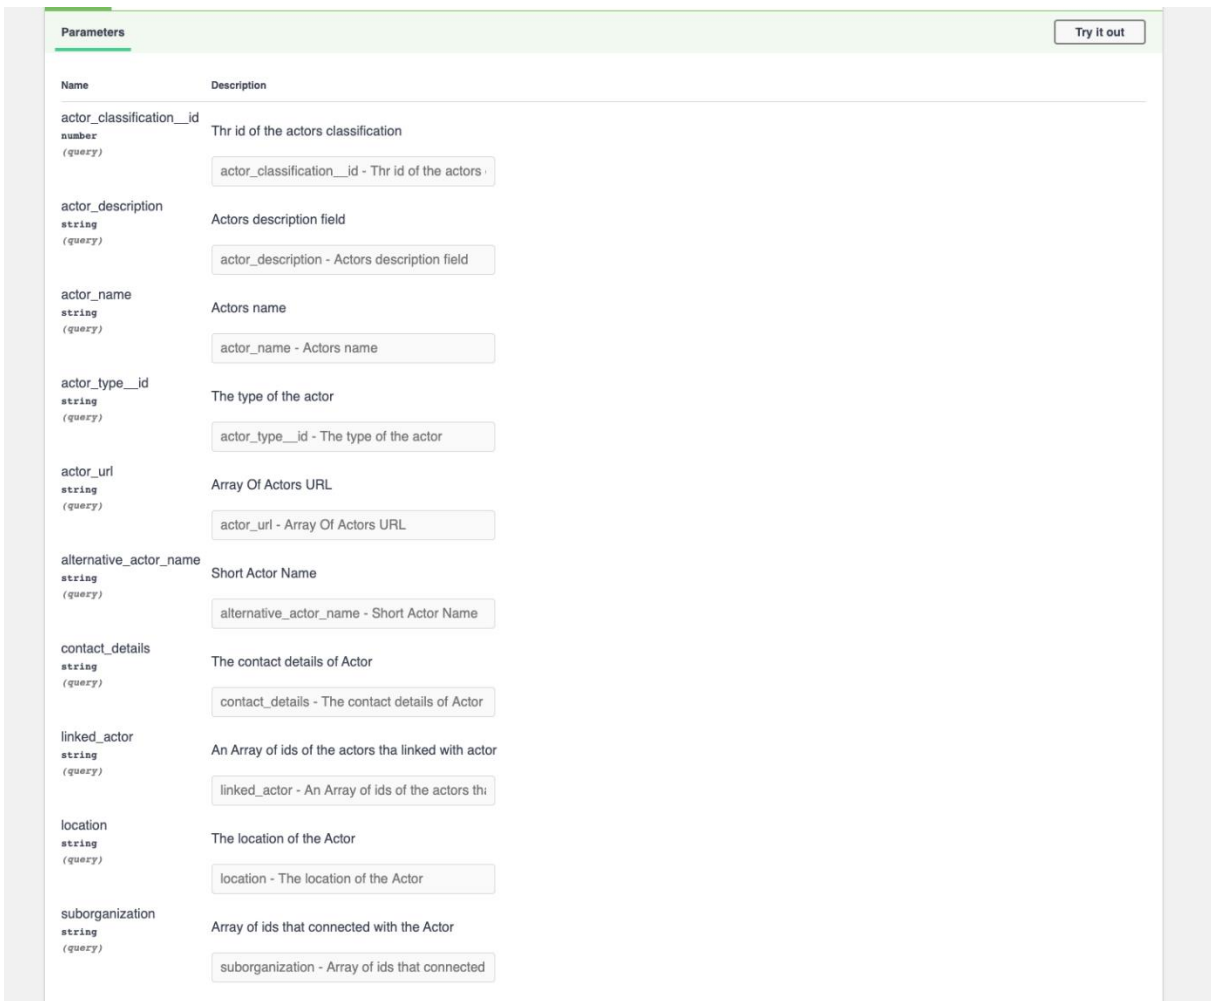 Parameters
Try it out
Name
Description
actor_classification__id
number
(query)
Thr id of the actors classification
actor_classification__id - Thr id of the actors
actor_description
string
(query)
Actors description field
actor_description - Actors description field
actor_name
string
(query)
Actors name
actor_name - Actors name
actor_type__id
string
(query)
The type of the actor
actor_type__id - The type of the actor
actor_url
string
(query)
Array Of Actors URL
actor_url - Array Of Actors URL
alternative_actor_name
string
(query)
Short Actor Name
alternative_actor_name - Short Actor Name
contact_details
string
(query)
The contact details of Actor
contact_details - The contact details of Actor
linked_actor
string
(query)
An Array of ids of the actors tha linked with actor
linked_actor - An Array of ids of the actors tha
location
string
(query)
The location of the Actor
location - The location of the Actor
suborganization
string
(query)
Array of ids that connected with the Actor
suborganization - Array of ids that connected